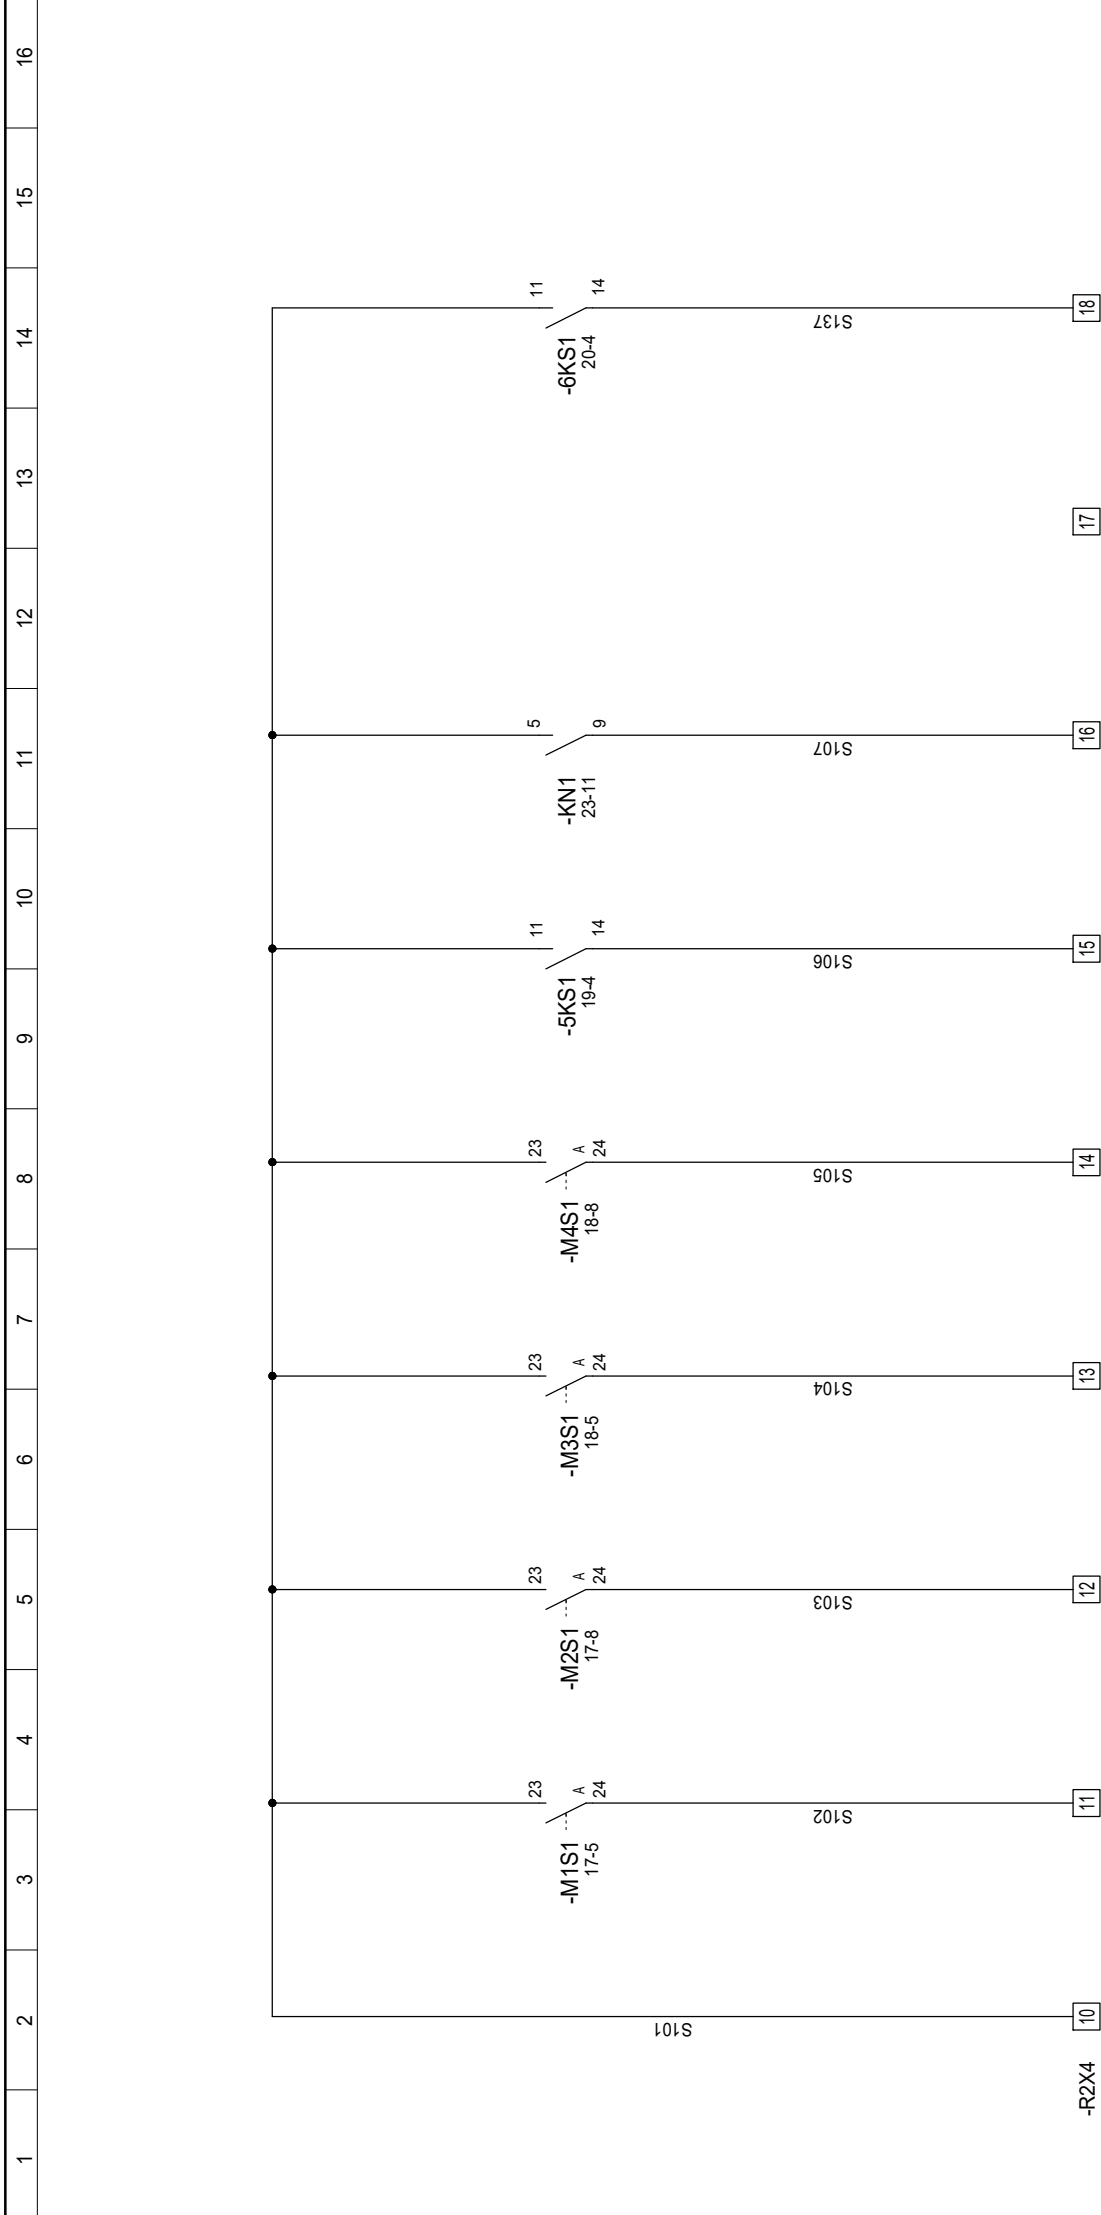 1 2 3 4 5 6 7 8 9 10 11 12 13 14 15 16
23 23 23 23 11 5 11
-M1S1 A -M2S1 A -M3S1 A -M4S1 A -5KS1 -KN1 -6KS1
17-5 24 17-8 24 18-5 24 18-8 24 19-4 14 23-11 9 20-4 14
S101
S102 S103 S104 S105 S106 S107 S137
-R2X4 10 11 12 13 14 15 16 17 18